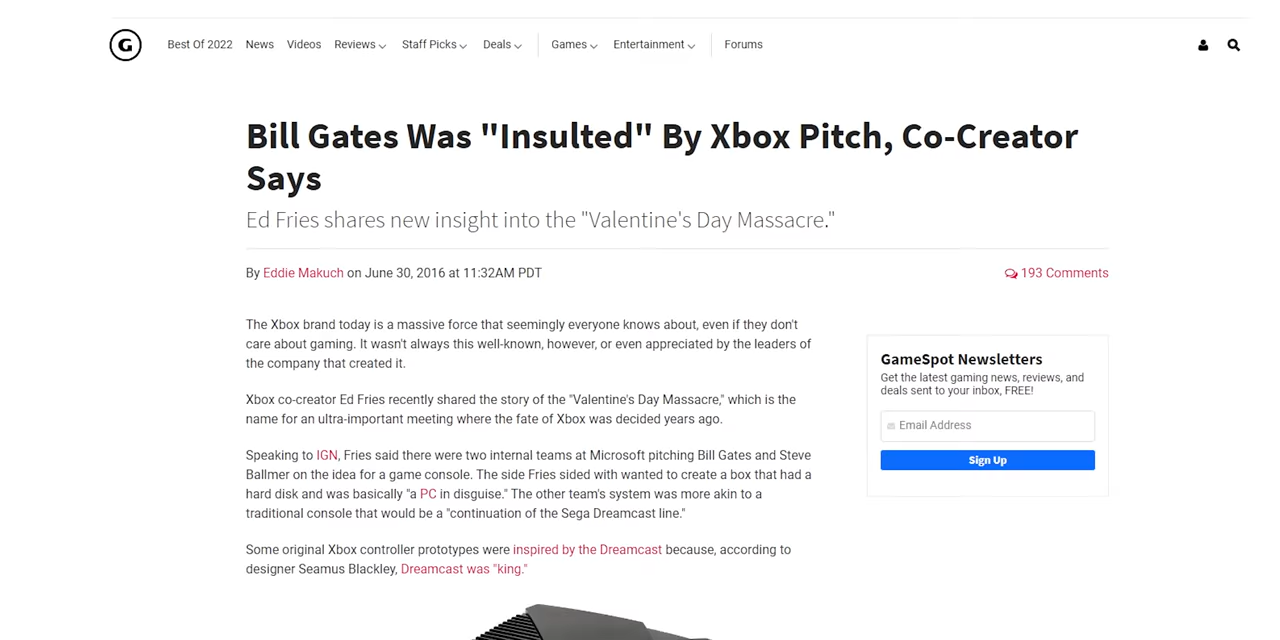 G
Best Of 2022 News Videos Reviews Staff Picks Deals Games Entertainment Forums
Bill Gates Was "Insulted" By Xbox Pitch, Co-Creator
Says
Ed Fries shares new insight into the "Valentine's Day Massacre."
By Eddie Makuch on June 30, 2016 at 11:32AM PDT
193 Comments
The Xbox brand today is a massive force that seemingly everyone knows about, even if they don't
care about gaming. It wasn't always this well-known, however, or even appreciated by the leaders of
the company that created it.
Xbox co-creator Ed Fries recently shared the story of the "Valentine's Day Massacre," which is the
name for an ultra-important meeting where the fate of Xbox was decided years ago.
Speaking to IGN, Fries said there were two internal teams at Microsoft pitching Bill Gates and Steve
Ballmer on the idea for a game console. The side Fries sided with wanted to create a box that had a
hard disk and was basically "a PC in disguise." The other team's system was more akin to a
traditional console that would be a "continuation of the Sega Dreamcast line."
Some original Xbox controller prototypes were inspired by the Dreamcast because, according to
designer Seamus Blackley, Dreamcast was "king."
GameSpot Newsletters
Get the latest gaming news, reviews, and
deals sent to your inbox, FREE!
Email Address
Sign Up